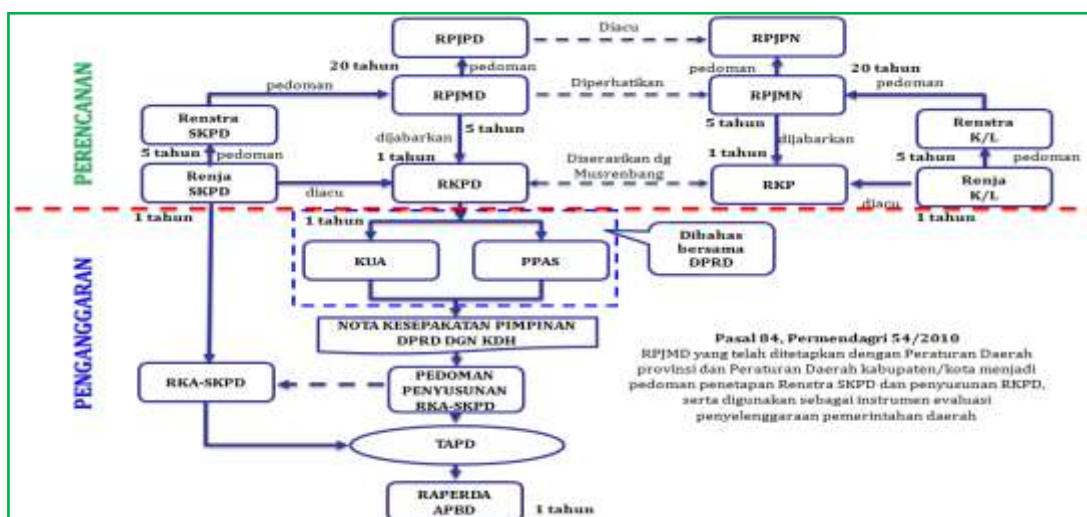 PERENCANAN
RPJPD
Diacu
RPJPN
20 tahun
pedoman
pedoman
20 tahun
pedoman
RPJMD
Diperhatikan
RPJMN
pedoman
Renstra
SKPD
5 tahun
dijabarkan
5 tahun
dijabarkan
Renstra
K/L
5 tahun
pedoman
1 tahun
Diserarikan dg
Musrenbang
1 tahun
5 tahun
pedoman
Renja
SKPD
diacu
RKPD
RKP
diacu
Renja
K/L
1 tahun
1 tahun
1 tahun
PENGANGGARAN
KUA
PPAS
Dibahas
bersama
DPRD
NOTA KESEPAKATAN PIMPINAN
DPRD DGN KDH
RKA-SKPD
PEDOMAN
PENYUSUNAN
RKA-SKPD
TAPD
RAPERDA
APBD
1 tahun
Pasal 84, Permendagri 54/2010
RPJMD yang telah ditetapkan dengan Peraturan Daerah
provinsi dan Peraturan Daerah kabupaten/kota menjadi
pedoman penetapan Renstra SKPD dan penyusunan RKPD,
serta digunakan sebagai instrumen evaluasi
penyelenggaraan pemerintahan daerah